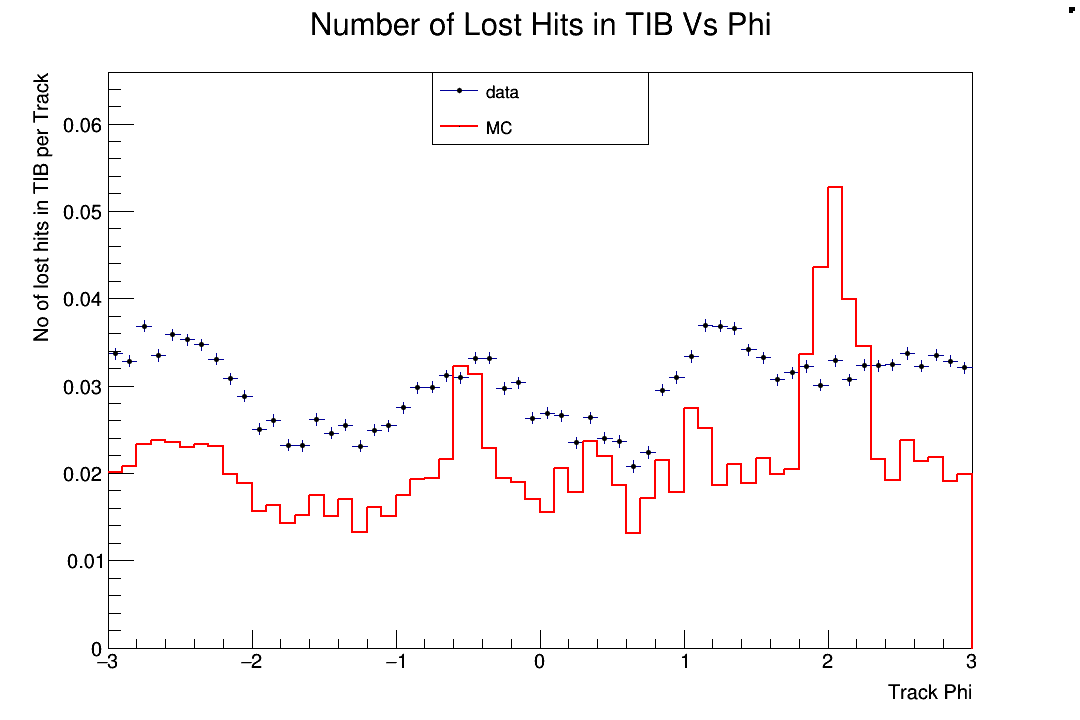 Number of Lost Hits in TIB Vs Phi
No of lost hits in TIB per Track
data
MC
0.06
0.05
0.04
0.03
0.02
0.01
0
−3
−2
−1
0
1
2
3
Track Phi